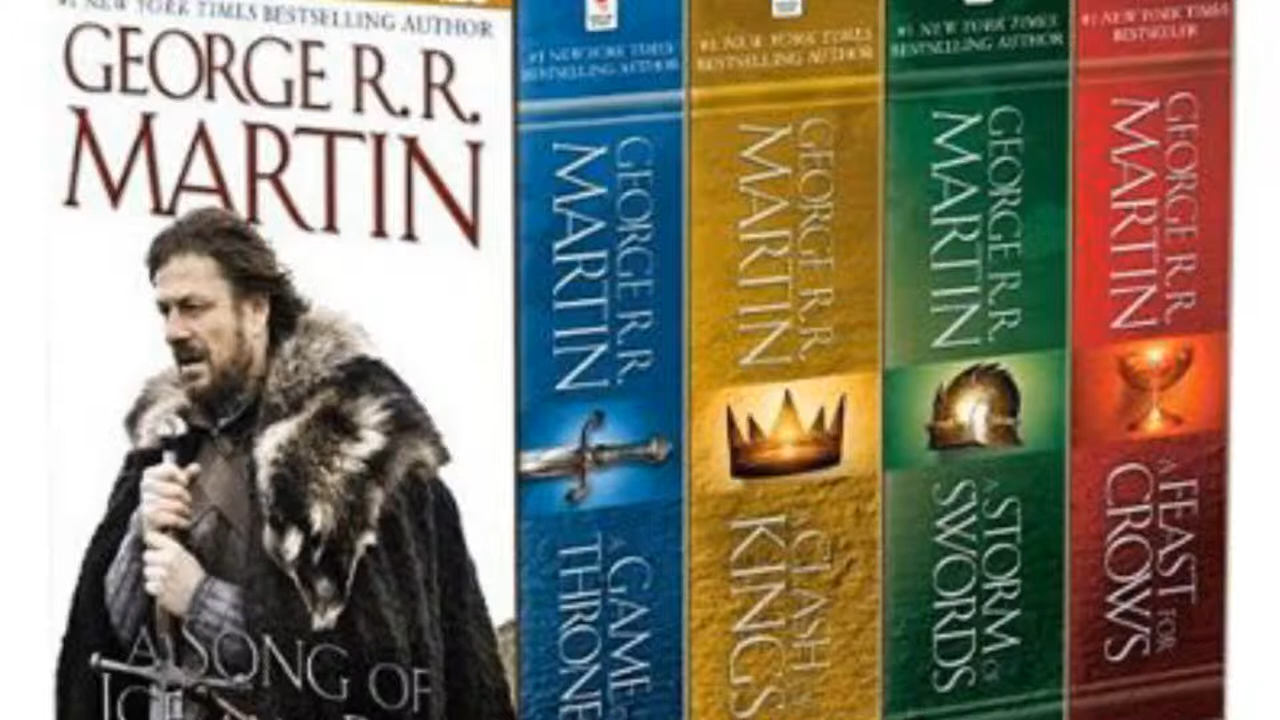 #1 NEW YORK TIMES BESTSELLING AUTHOR
GEORGE R.R.
MARTIN
A SONG OF
#1 NEW YORK TIMES
BESTSELLING AUTHOR
GEORGE R.R.
MARTIN
A GAME
THRONE
#1 NEW YORK TIMES
BESTSELLING AUTHOR
GEORGE R.R.
MARTIN
A CLASH OF
KINGS
#1 NEW YORK TIMES
BESTSELLING AUTHOR
GEORGE R.R.
MARTIN
A STORM OF
SWORDS
#1 NEW YORK TIMES
BESTSELLER
GEORGE R.R.
MARTIN
A FEAST FOR
CROWS